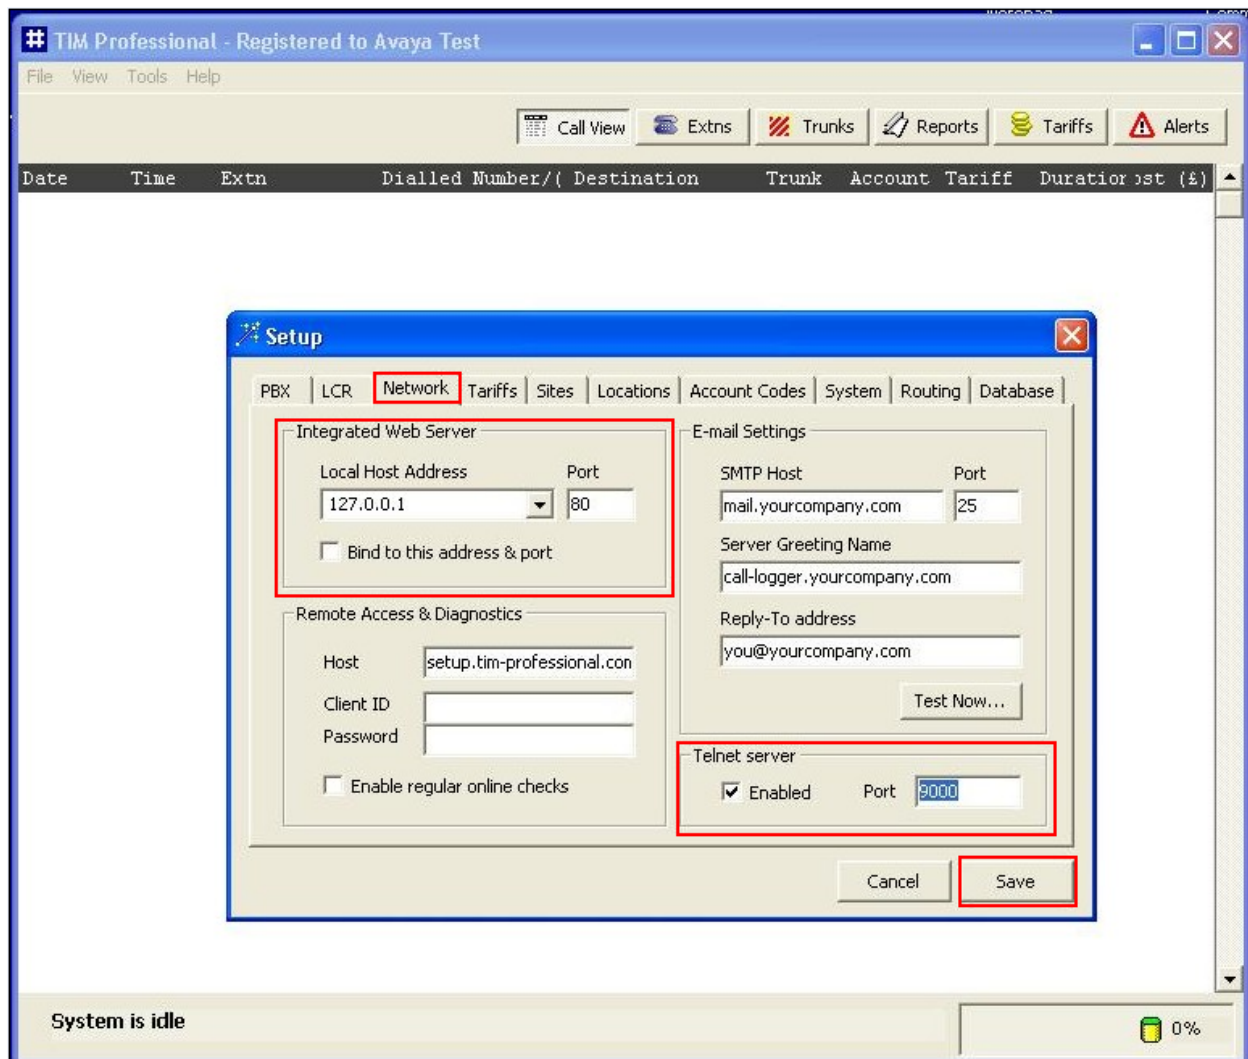 TIM Professional - Registered to Avaya Test
File View Tools Help
Call View Extns Trunks Reports Tariffs Alerts
Date Time Extn Dialled Number/( Destination Trunk Account Tariff Duration ost (£)
Setup
PBX LCR Network Tariffs Sites Locations Account Codes System Routing Database
Integrated Web Server
Local Host Address Port
127.0.0.1 80
Bind to this address & port
Remote Access & Diagnostics
Host setup.tim-professional.con
Client ID
Password
Enable regular online checks
E-mail Settings
SMTP Host Port
mail.yourcompany.com 25
Server Greeting Name
call-logger.yourcompany.com
Reply-To address
you@yourcompany.com
Test Now...
Telnet server
Enabled Port 9000
Cancel Save
System is idle 0%